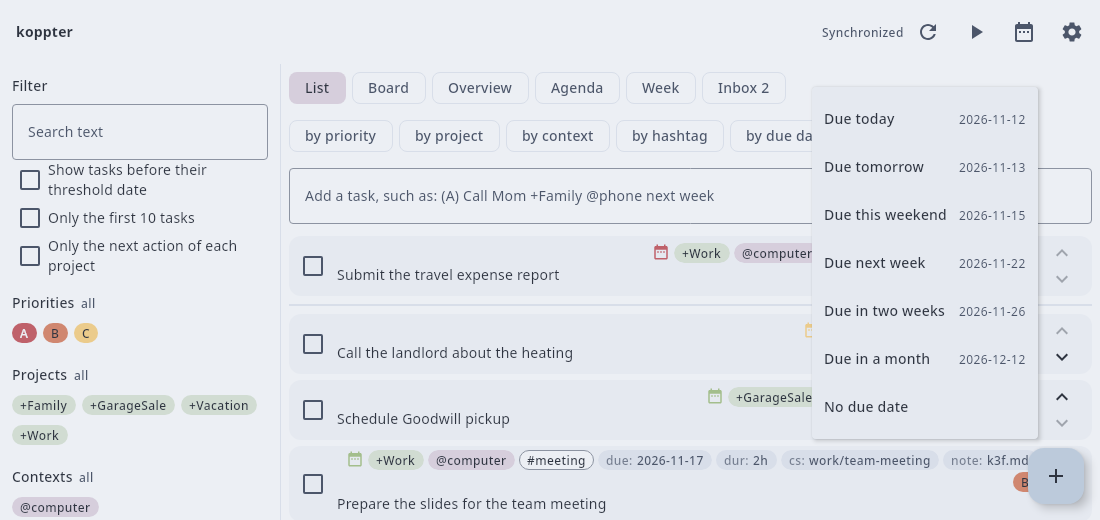 koppter
Synchronized
Filter
Search text
Show tasks before their
threshold date
Only the first 10 tasks
Only the next action of each
project
Priorities all
A B C
Projects all
+Family +GarageSale +Vacation
+Work
Contexts all
@computer
List Board Overview Agenda Week Inbox 2
by priority by project by context by hashtag by due da
Add a task, such as: (A) Call Mom +Family @phone next week
+Work @computer
Submit the travel expense report
Call the landlord about the heating
+GarageSale
Schedule Goodwill pickup
+Work @computer #meeting due: 2026-11-17 dur: 2h cs: work/team-meeting note: k3f.md
B
Prepare the slides for the team meeting
Due today 2026-11-12
Due tomorrow 2026-11-13
Due this weekend 2026-11-15
Due next week 2026-11-22
Due in two weeks 2026-11-26
Due in a month 2026-12-12
No due date